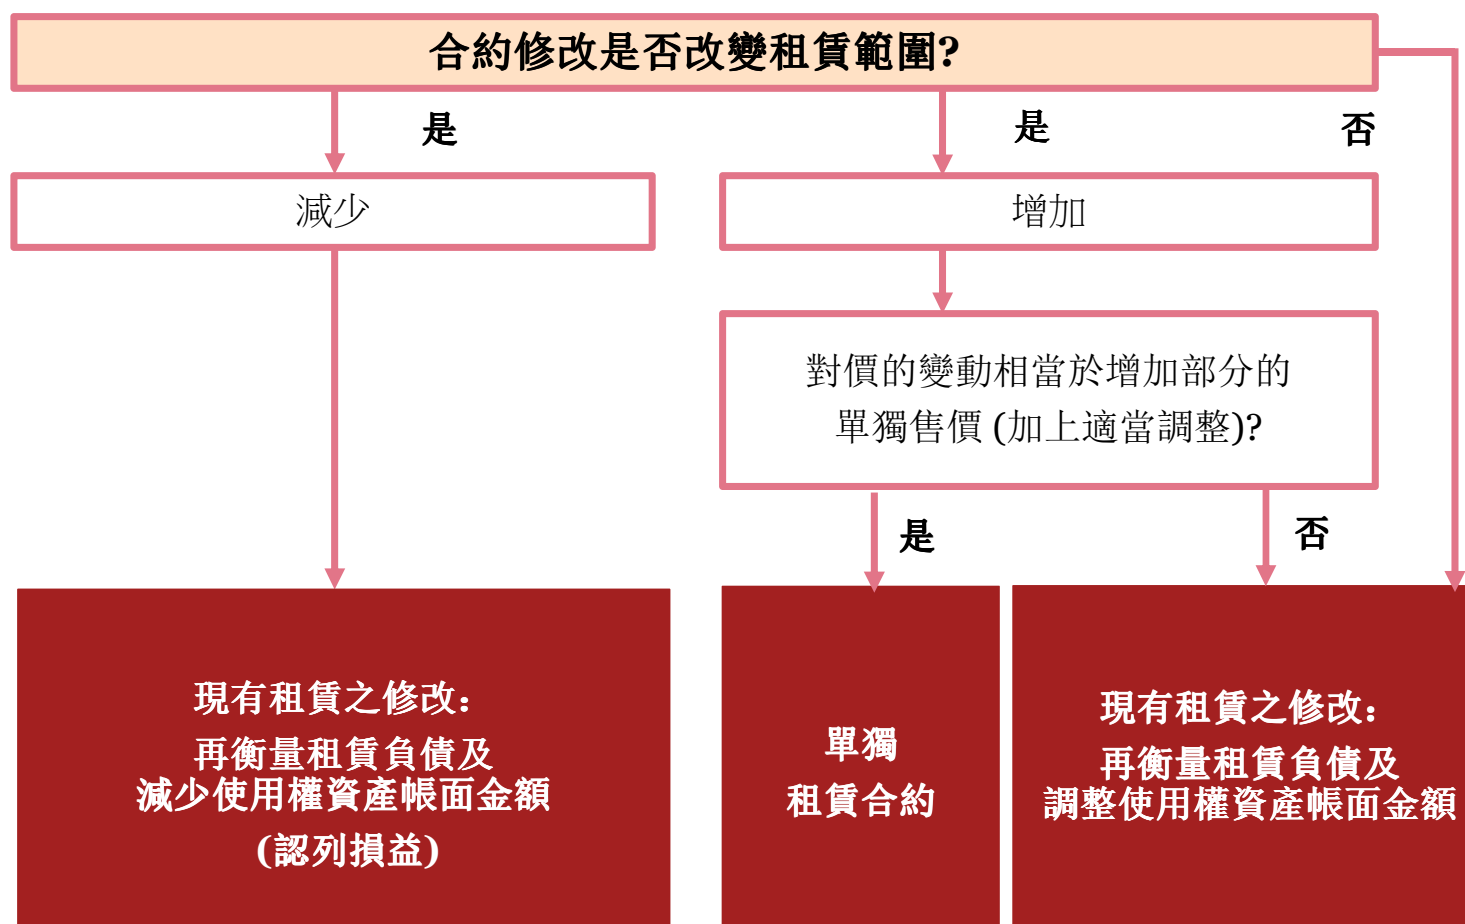 合約修改是否改變租賃範圍?
是
是
否
減少
增加
對價的變動相當於增加部分的
單獨售價 (加上適當調整)?
是
否
現有租賃之修改:
再衡量租賃負債及
減少使用權資產帳面金額
(認列損益)
單獨
租賃合約
現有租賃之修改:
再衡量租賃負債及
調整使用權資產帳面金額